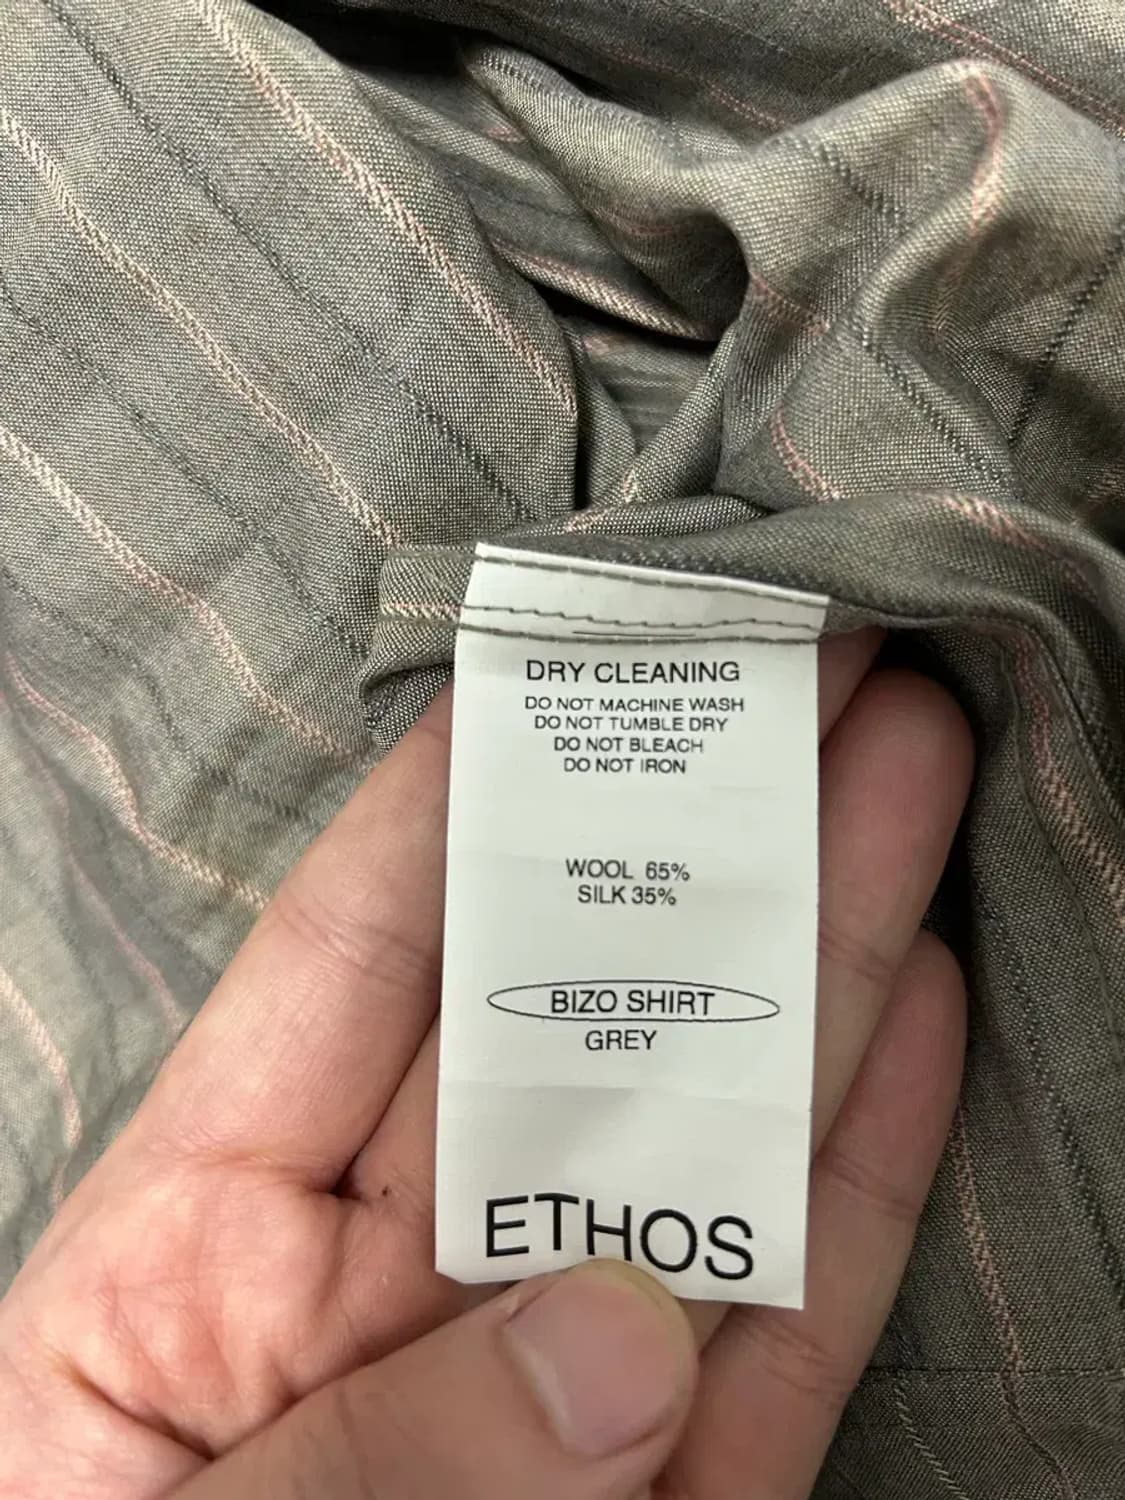 DRY CLEANING
DO NOT MACHINE WASH
DO NOT TUMBLE DRY
DO NOT BLEACH
DO NOT IRON
WOOL 65%
SILK 35%
BIZO SHIRT
GREY
ETHOS